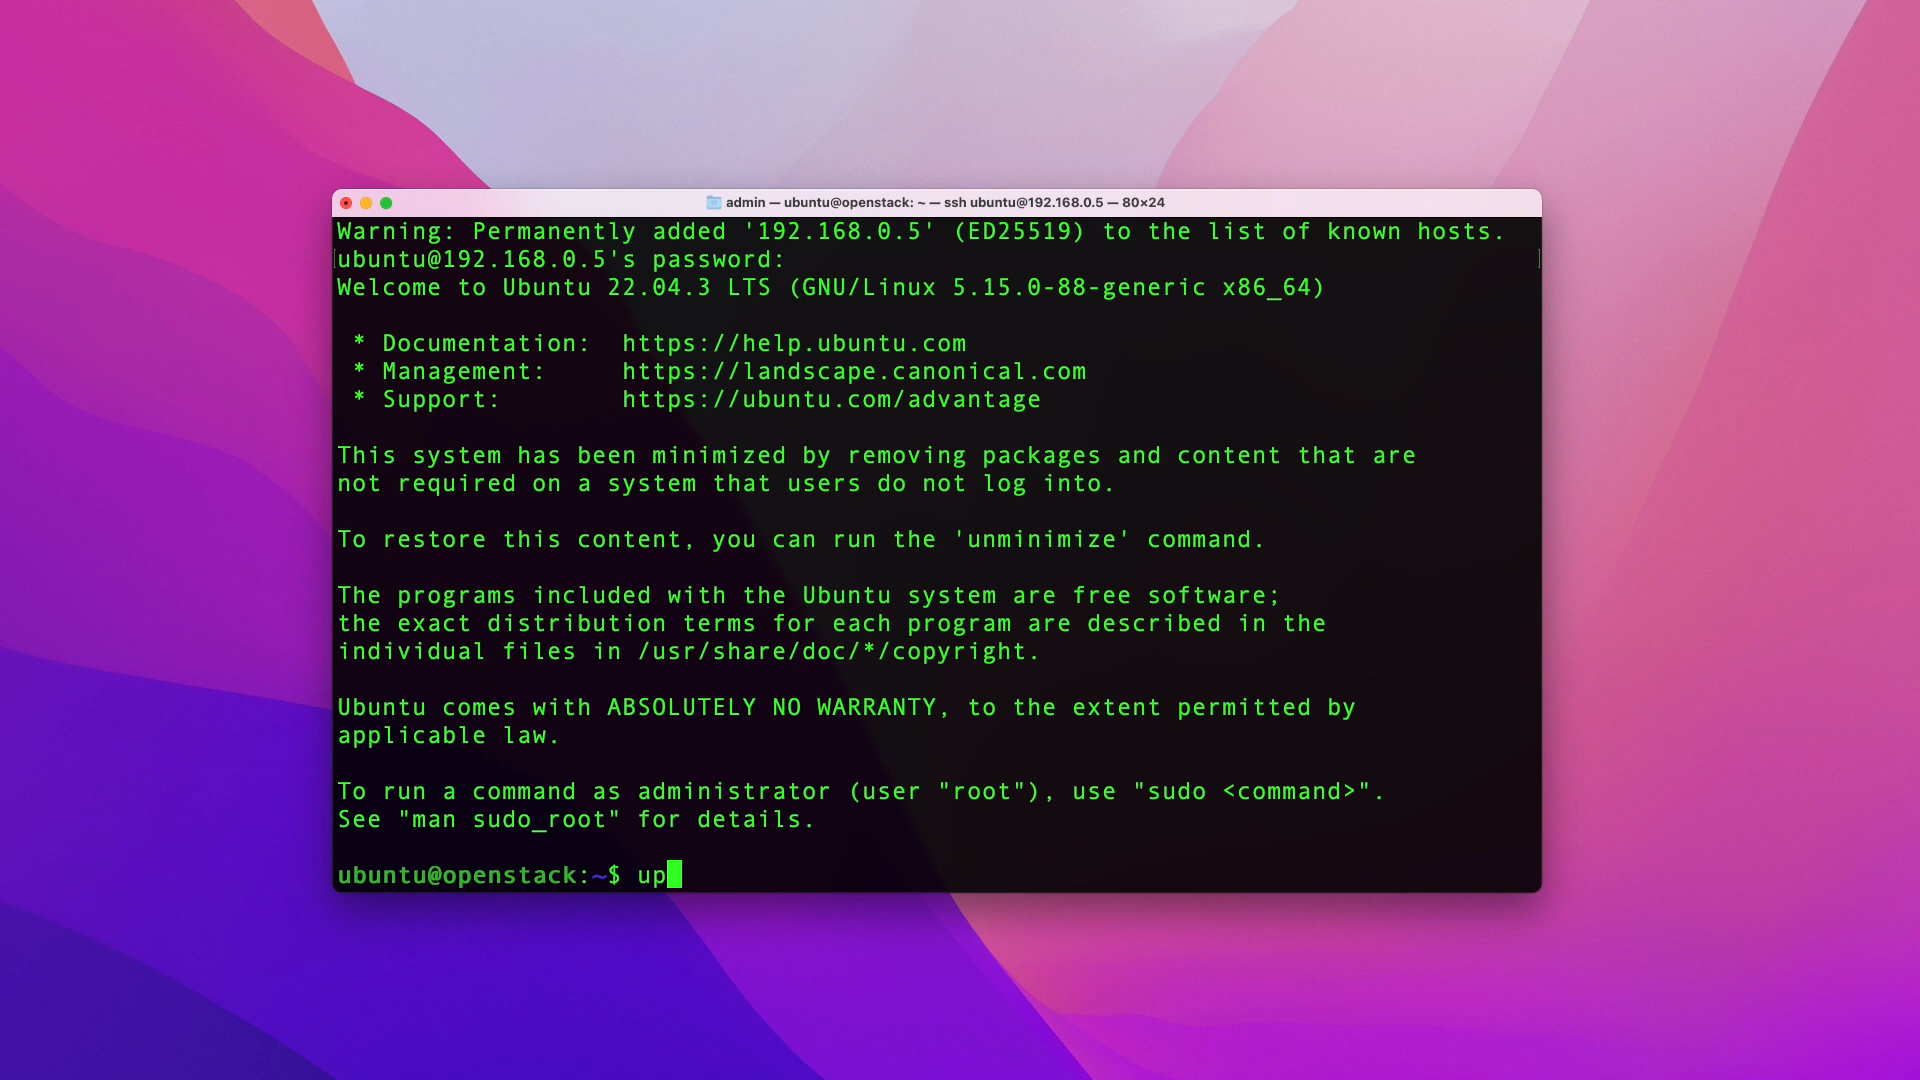 admin — ubuntu@openstack: ~ — ssh ubuntu@192.168.0.5 — 80×24
Warning: Permanently added '192.168.0.5' (ED25519) to the list of known hosts.
ubuntu@192.168.0.5's password:
Welcome to Ubuntu 22.04.3 LTS (GNU/Linux 5.15.0-88-generic x86_64)
* Documentation:  https://help.ubuntu.com
* Management:     https://landscape.canonical.com
* Support:        https://ubuntu.com/advantage
This system has been minimized by removing packages and content that are
not required on a system that users do not log into.
To restore this content, you can run the 'unminimize' command.
The programs included with the Ubuntu system are free software;
the exact distribution terms for each program are described in the
individual files in /usr/share/doc/*/copyright.
Ubuntu comes with ABSOLUTELY NO WARRANTY, to the extent permitted by
applicable law.
To run a command as administrator (user "root"), use "sudo <command>".
See "man sudo_root" for details.
ubuntu@openstack:~$ up